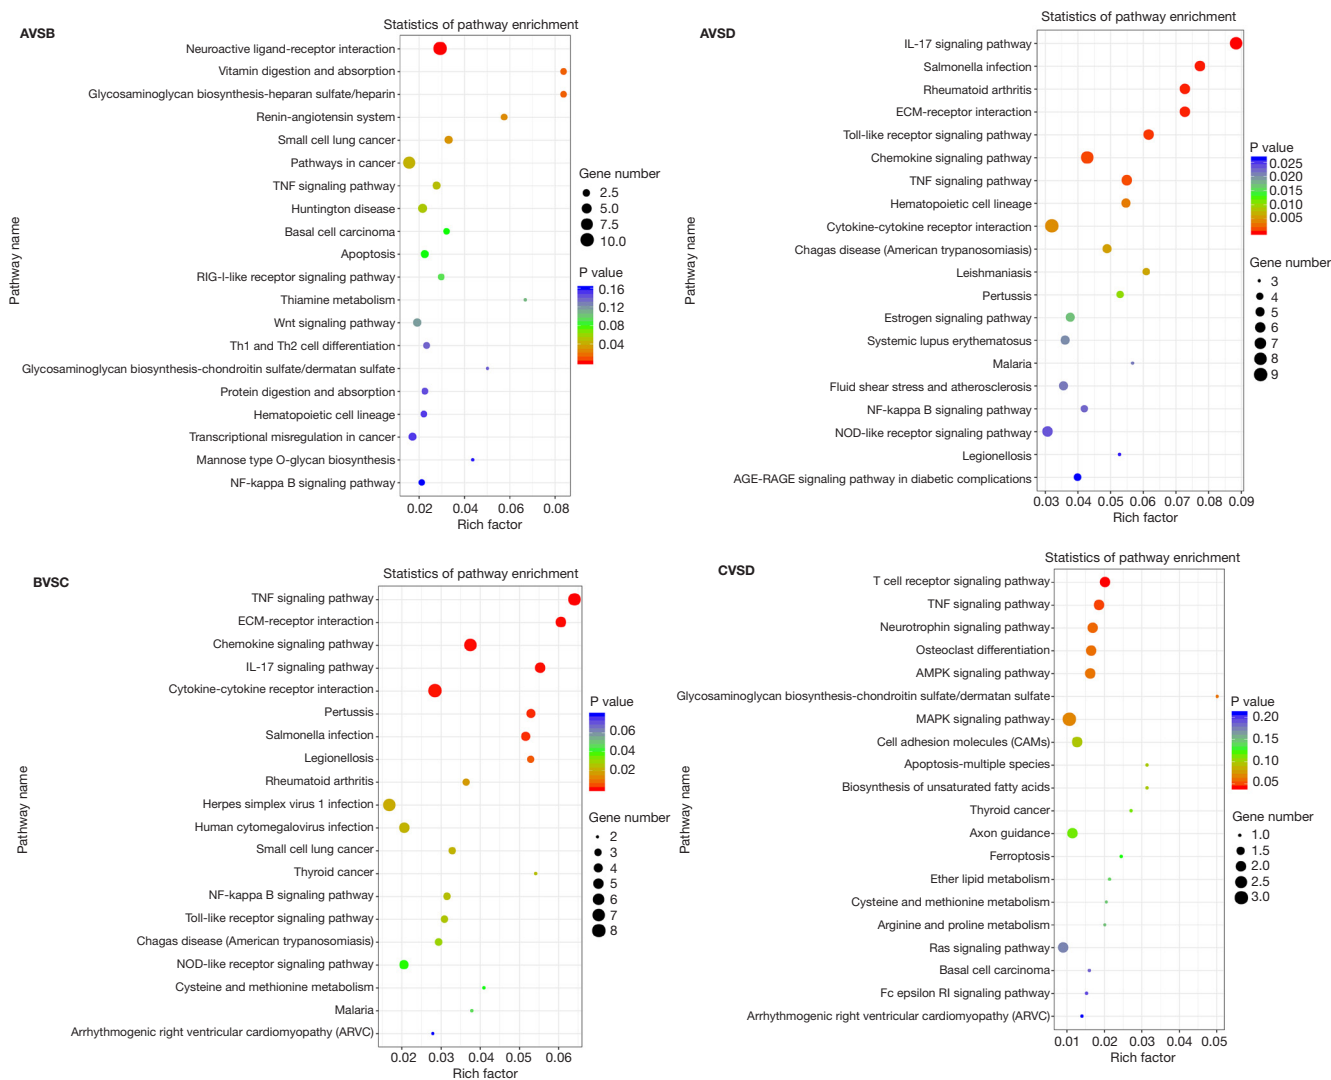 AVSB
Statistics of pathway enrichment
Pathway name
Neuroactive ligand-receptor interaction
Vitamin digestion and absorption
Glycosaminoglycan biosynthesis-heparan sulfate/heparin
Renin-angiotensin system
Small cell lung cancer
Pathways in cancer
TNF signaling pathway
Huntington disease
Basal cell carcinoma
Apoptosis
RIG-I-like receptor signaling pathway
Thiamine metabolism
Wnt signaling pathway
Th1 and Th2 cell differentiation
Glycosaminoglycan biosynthesis-chondroitin sulfate/dermatan sulfate
Protein digestion and absorption
Hematopoietic cell lineage
Transcriptional misregulation in cancer
Mannose type O-glycan biosynthesis
NF-kappa B signaling pathway
0.02 0.04 0.06 0.08
Rich factor
Gene number
2.5
5.0
7.5
10.0
P value
0.16
0.12
0.08
0.04
AVSD
Statistics of pathway enrichment
Pathway name
IL-17 signaling pathway
Salmonella infection
Rheumatoid arthritis
ECM-receptor interaction
Toll-like receptor signaling pathway
Chemokine signaling pathway
TNF signaling pathway
Hematopoietic cell lineage
Cytokine-cytokine receptor interaction
Chagas disease (American trypanosomiasis)
Leishmaniasis
Pertussis
Estrogen signaling pathway
Systemic lupus erythematosus
Malaria
Fluid shear stress and atherosclerosis
NF-kappa B signaling pathway
NOD-like receptor signaling pathway
Legionellosis
AGE-RAGE signaling pathway in diabetic complications
0.03 0.04 0.05 0.06 0.07 0.08 0.09
Rich factor
P value
0.025
0.020
0.015
0.010
0.005
Gene number
3
4
5
6
7
8
9
BVSC
Statistics of pathway enrichment
Pathway name
TNF signaling pathway
ECM-receptor interaction
Chemokine signaling pathway
IL-17 signaling pathway
Cytokine-cytokine receptor interaction
Pertussis
Salmonella infection
Legionellosis
Rheumatoid arthritis
Herpes simplex virus 1 infection
Human cytomegalovirus infection
Small cell lung cancer
Thyroid cancer
NF-kappa B signaling pathway
Toll-like receptor signaling pathway
Chagas disease (American trypanosomiasis)
NOD-like receptor signaling pathway
Cysteine and methionine metabolism
Malaria
Arrhythmogenic right ventricular cardiomyopathy (ARVC)
0.02 0.03 0.04 0.05 0.06
Rich factor
P value
0.06
0.04
0.02
Gene number
2
3
4
5
6
7
8
CVSD
Statistics of pathway enrichment
Pathway name
T cell receptor signaling pathway
TNF signaling pathway
Neurotrophin signaling pathway
Osteoclast differentiation
AMPK signaling pathway
Glycosaminoglycan biosynthesis-chondroitin sulfate/dermatan sulfate
MAPK signaling pathway
Cell adhesion molecules (CAMs)
Apoptosis-multiple species
Biosynthesis of unsaturated fatty acids
Thyroid cancer
Axon guidance
Ferroptosis
Ether lipid metabolism
Cysteine and methionine metabolism
Arginine and proline metabolism
Ras signaling pathway
Basal cell carcinoma
Fc epsilon RI signaling pathway
Arrhythmogenic right ventricular cardiomyopathy (ARVC)
0.01 0.02 0.03 0.04 0.05
Rich factor
P value
0.20
0.15
0.10
0.05
Gene number
1.0
1.5
2.0
2.5
3.0